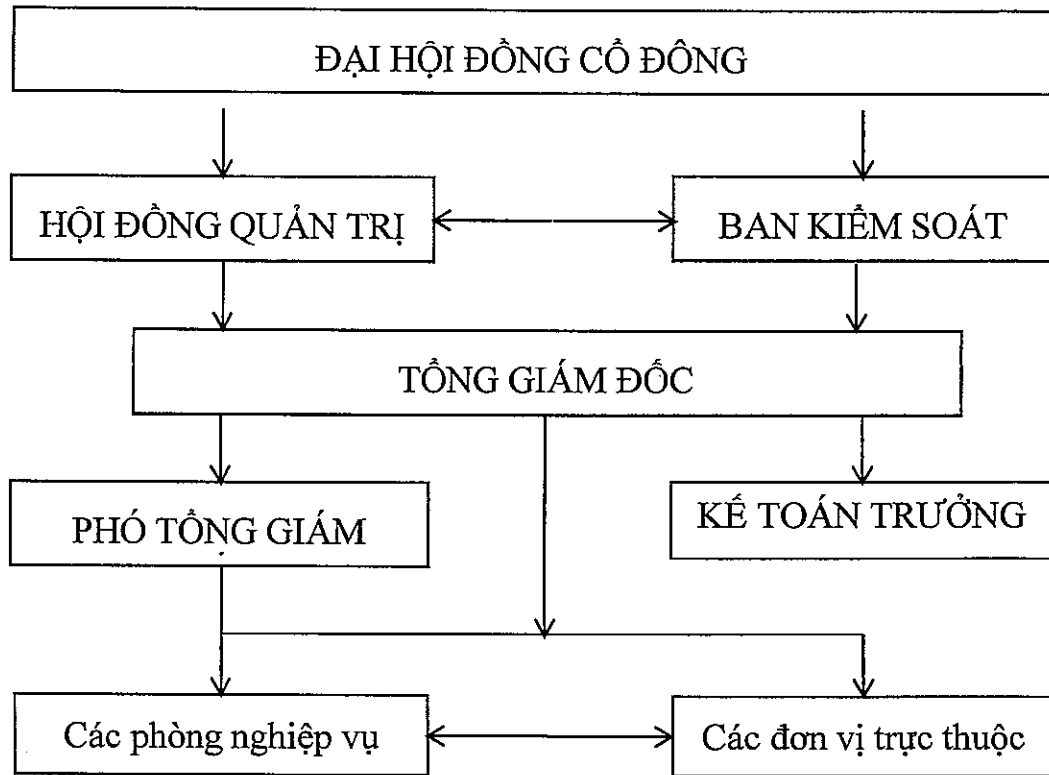 ĐẠI HỘI ĐỒNG CỔ ĐÔNG
HỘI ĐỒNG QUẢN TRỊ
BAN KIỂM SOÁT
TỔNG GIÁM ĐỐC
PHÓ TỔNG GIÁM
KẾ TOÁN TRƯỞNG
Các phòng nghiệp vụ
Các đơn vị trực thuộc